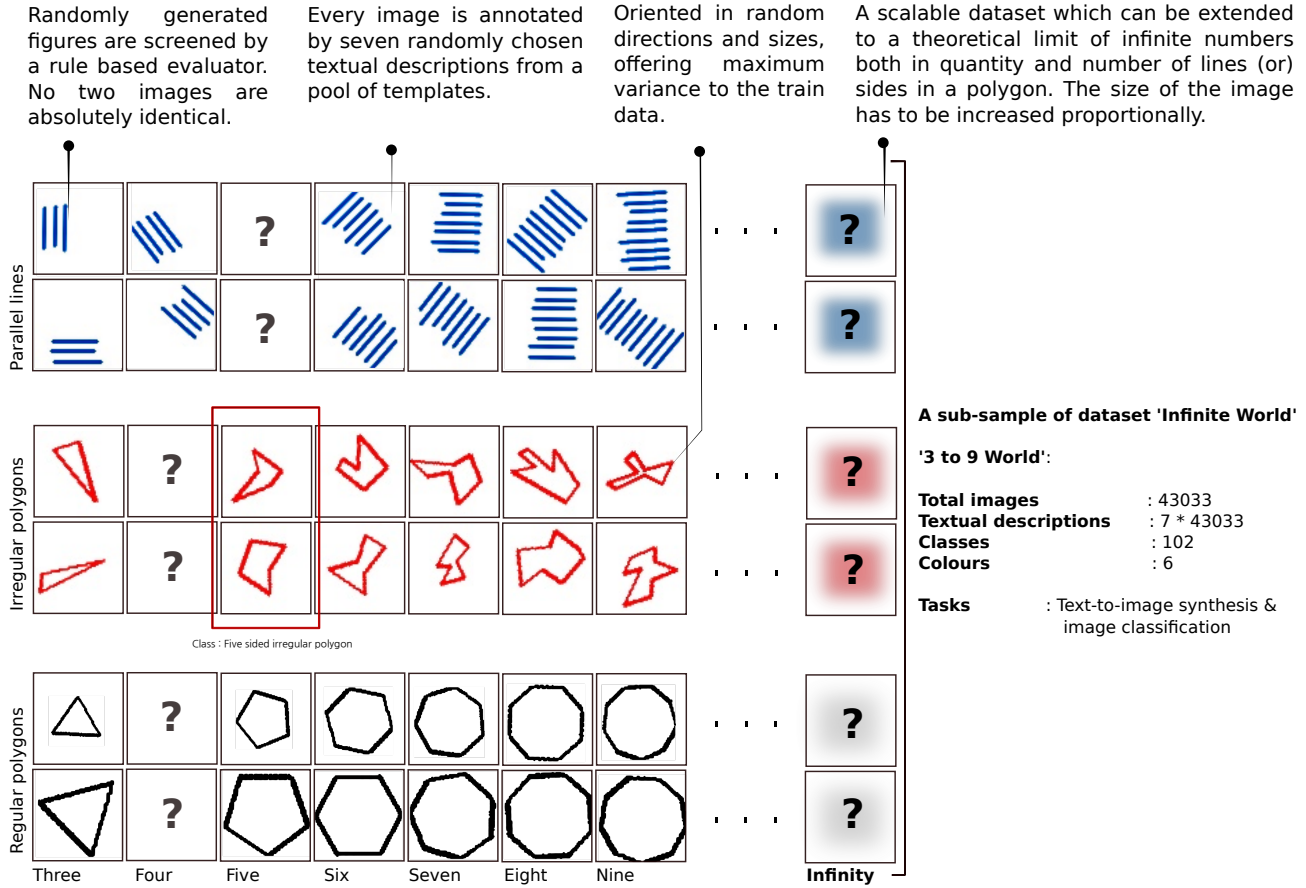 Randomly generated
figures are screened by
a rule based evaluator.
No two images are
absolutely identical.
Every image is annotated
by seven randomly chosen
textual descriptions from a
pool of templates.
Oriented in random
directions and sizes,
offering maximum
variance to the train
data.
A scalable dataset which can be extended
to a theoretical limit of infinite numbers
both in quantity and number of lines (or)
sides in a polygon. The size of the image
has to be increased proportionally.
Parallel lines
? ?
? ?
. . .
. . .
Irregular polygons
? ?
? ?
. . .
. . .
Class : Five sided irregular polygon
Regular polygons
? ?
? ?
. . .
. . .
Three Four Five Six Seven Eight Nine Infinity
A sub-sample of dataset 'Infinite World'
'3 to 9 World':
Total images : 43033
Textual descriptions : 7 * 43033
Classes : 102
Colours : 6
Tasks : Text-to-image synthesis &
image classification